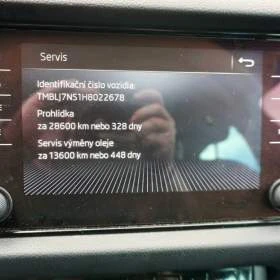 Servis
Identifikační číslo vozidla:
TMBLJ7NS1H8022678
Prohlídka
za 28600 km nebo 328 dny
Servis výměny oleje
za 13600 km nebo 448 dny